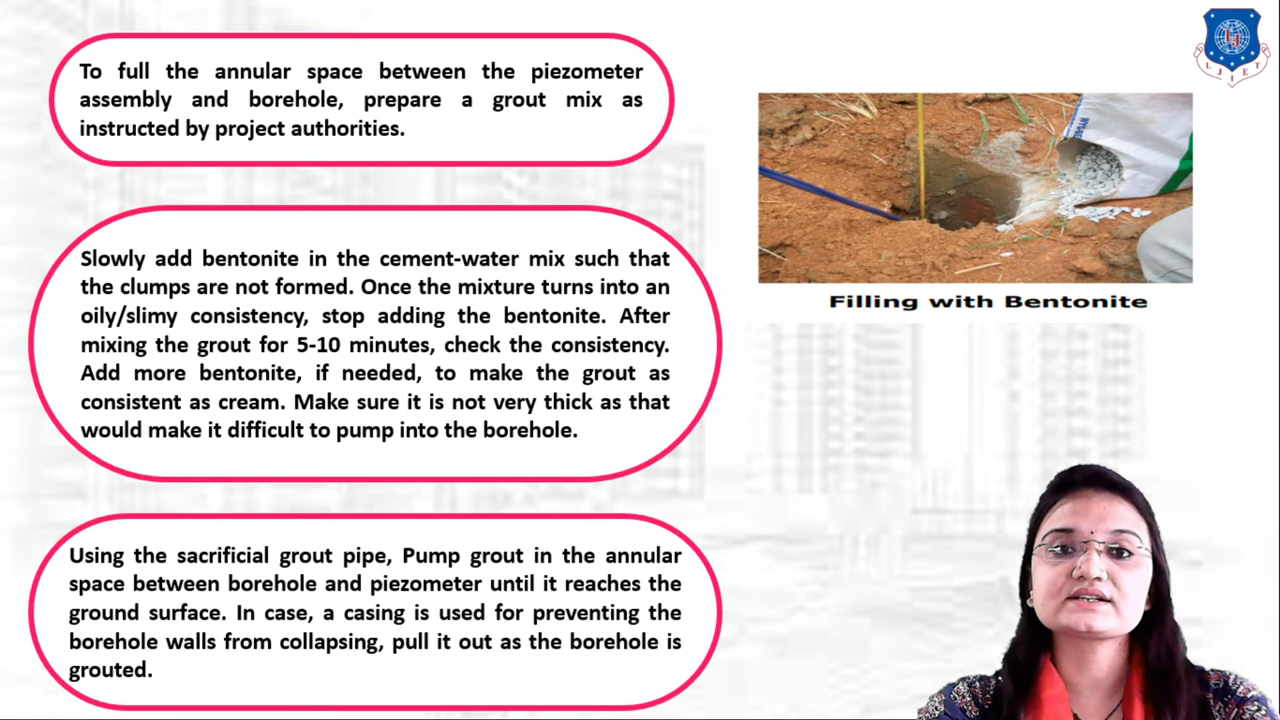 To full the annular space between the piezometer
assembly and borehole, prepare a grout mix as
instructed by project authorities.
Slowly add bentonite in the cement-water mix such that
the clumps are not formed. Once the mixture turns into an
oily/slimy consistency, stop adding the bentonite. After
mixing the grout for 5-10 minutes, check the consistency.
Add more bentonite, if needed, to make the grout as
consistent as cream. Make sure it is not very thick as that
would make it difficult to pump into the borehole.
Using the sacrificial grout pipe, Pump grout in the annular
space between borehole and piezometer until it reaches the
ground surface. In case, a casing is used for preventing the
borehole walls from collapsing, pull it out as the borehole is
grouted.
LJIET
Filling with Bentonite